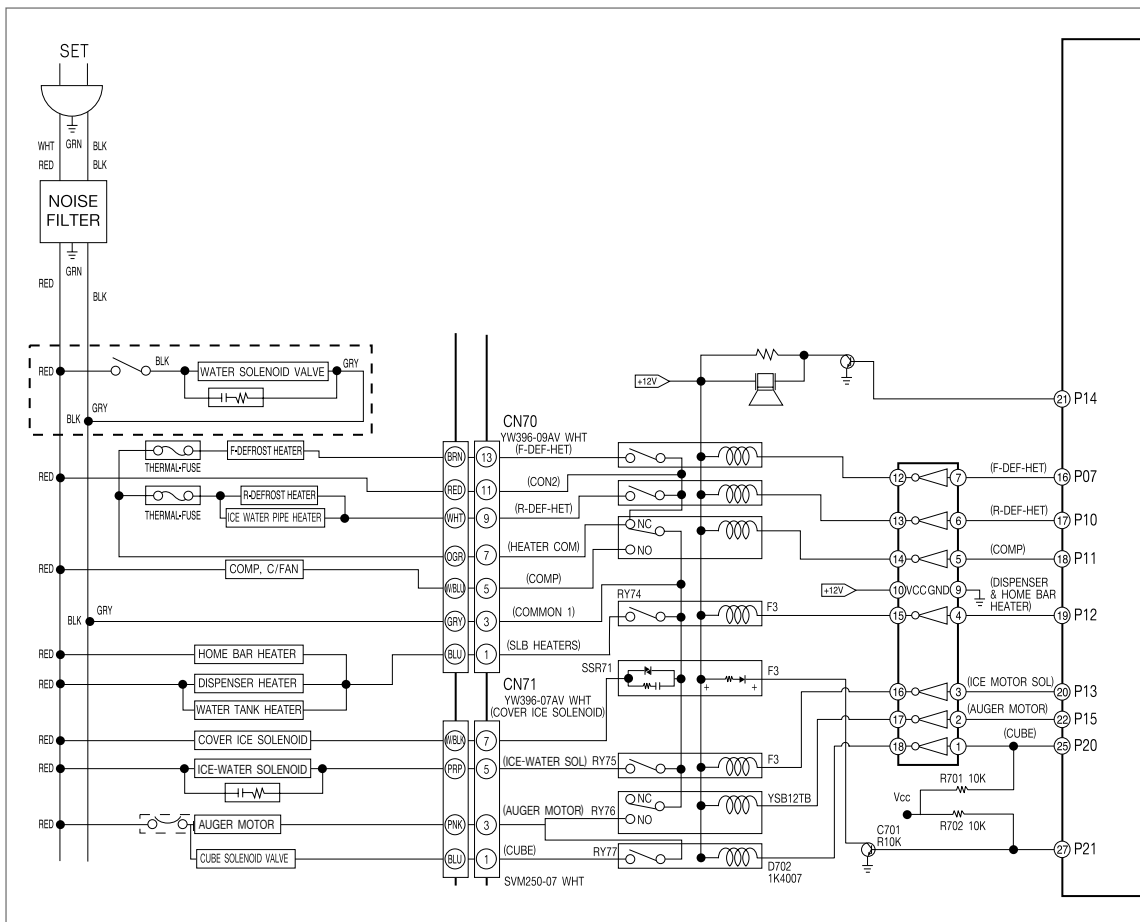 SET
WHT GRN BLK
RED BLK
NOISE
FILTER
GRN
RED
BLK
RED
BLK
WATER SOLENOID VALVE
GRY
BLK
GRY
+12V
21 P14
CN70
YW396-09AV WHT
(F-DEF-HET)
THERMAL•FUSE
F-DEFROST HEATER
BRN
13
12
7
(F-DEF-HET)
16 P07
RED
RED
11
(CON2)
THERMAL•FUSE
R-DEFROST HEATER
ICE WATER PIPE HEATER
WHT
9
(R-DEF-HET)
13
6
(R-DEF-HET)
17 P10
NC
NO
OGR
7
(HEATER COM)
14
5
(COMP)
18 P11
RED
COMP, C/FAN
W/BLU
5
(COMP)
+12V
10 VCC GND 9
(DISPENSER
& HOME BAR
HEATER)
BLK
GRY
GRY
3
(COMMON 1)
RY74
F3
15
4
19 P12
RED
HOME BAR HEATER
BLU
1
(SLB HEATERS)
RED
DISPENSER HEATER
WATER TANK HEATER
CN71
YW396-07AV WHT
(COVER ICE SOLENOID)
SSR71
+
+
F3
16
3
(ICE MOTOR SOL)
20 P13
17
2
(AUGER MOTOR)
22 P15
RED
COVER ICE SOLENOID
W/BLK
7
18
1
(CUBE)
25 P20
RED
ICE-WATER SOLENOID
PRP
5
(ICE-WATER SOL) RY75
F3
R701 10K
Vcc
R702 10K
NC
NO
YSB12TB
RED
AUGER MOTOR
PNK
3
(AUGER MOTOR) RY76
C701
R10K
27 P21
CUBE SOLENOID VALVE
BLU
1
(CUBE)
RY77
D702
1K4007
SVM250-07 WHT